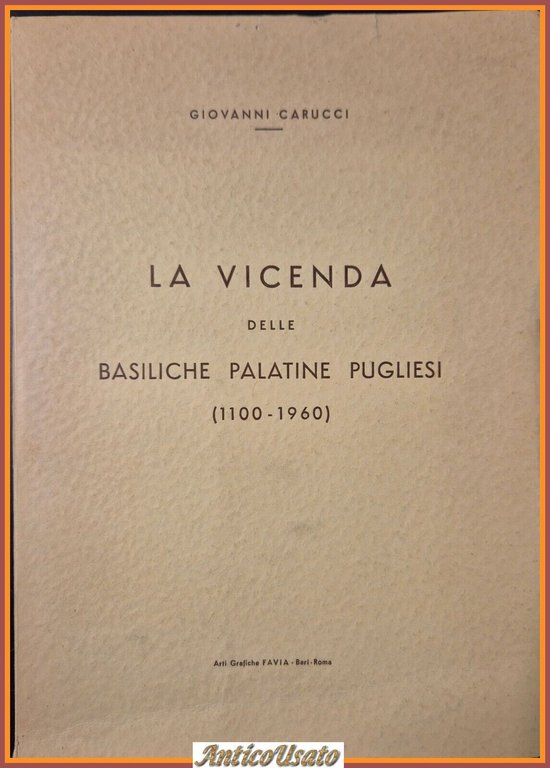 GIOVANNI CARUCCI
LA VICENDA
DELLE
BASILICHE PALATINE PUGLIESI
(1100-1960)
Arti Grafiche FAVIA - Bari-Roma
AnticoUsato